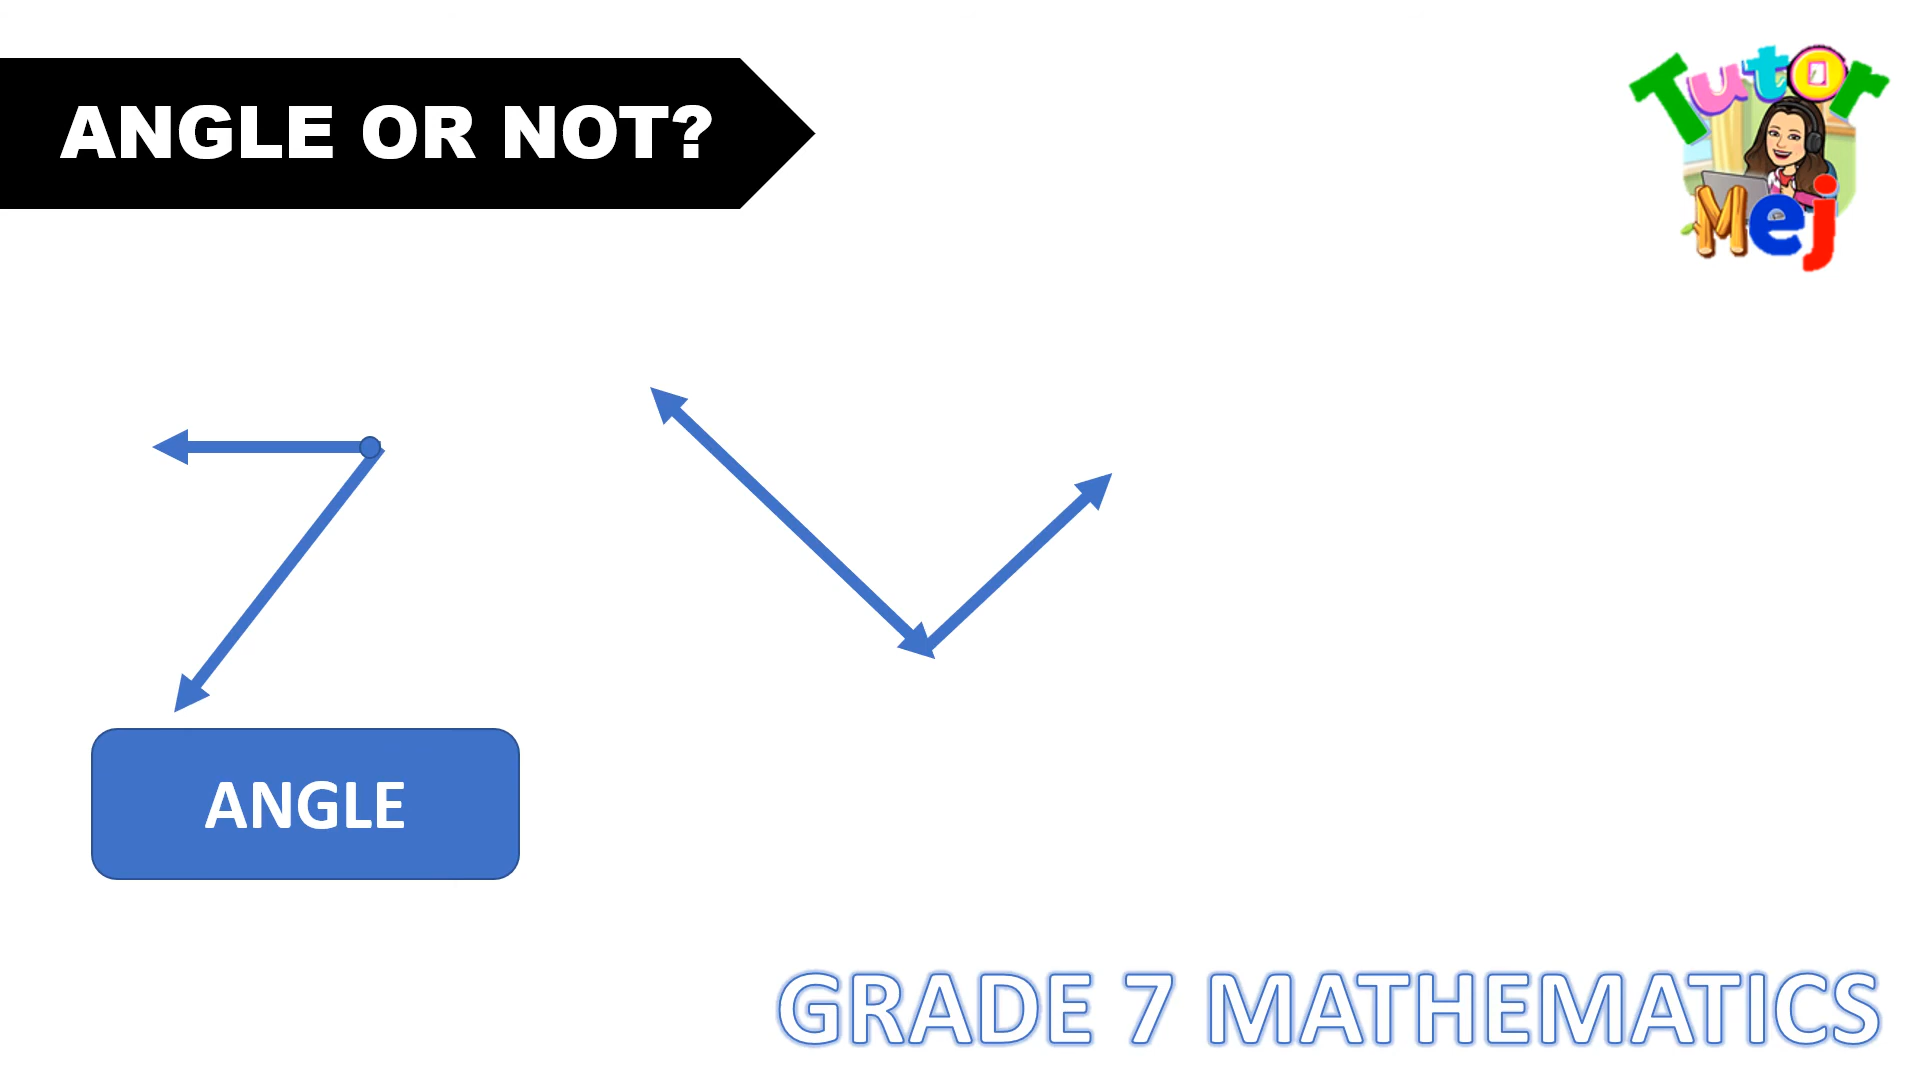 ANGLE OR NOT?
Tutor
Mej
ANGLE
GRADE 7 MATHEMATICS